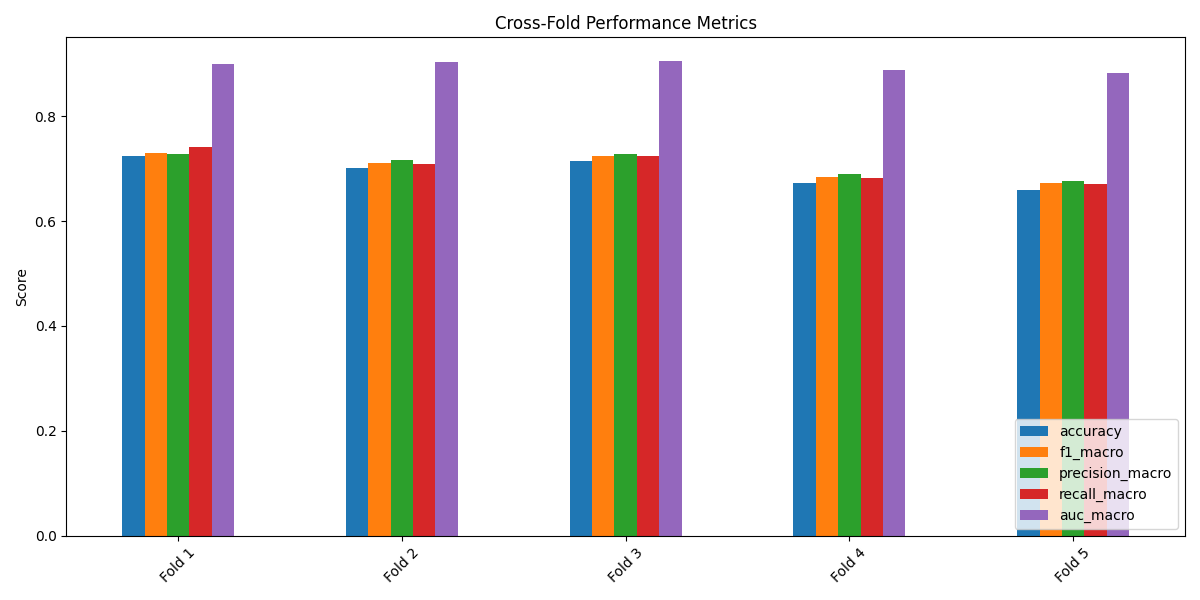 Cross-Fold Performance Metrics
Score
0.8
0.6
0.4
0.2
0.0
accuracy
f1_macro
precision_macro
recall_macro
auc_macro
Fold 1
Fold 2
Fold 3
Fold 4
Fold 5